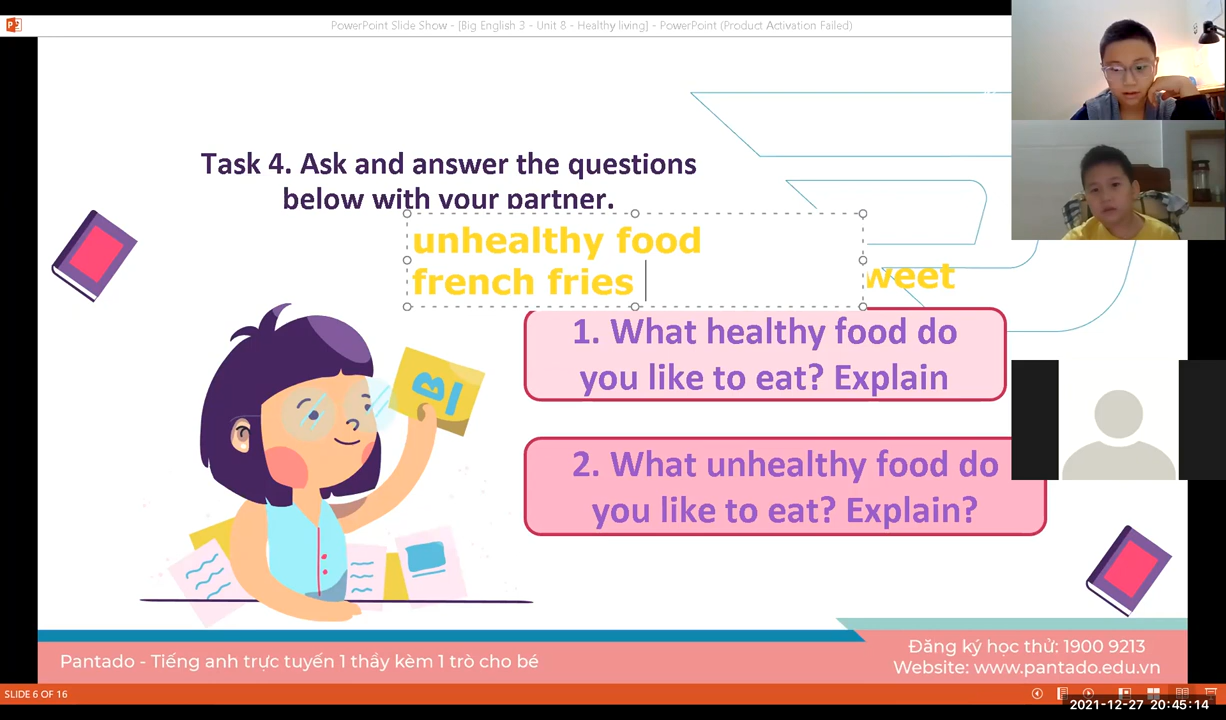 PowerPoint Slide Show - [Big English 3 - Unit 8 - Healthy living] - PowerPoint (Product Activation Failed)
Task 4. Ask and answer the questions
below with your partner.
unhealthy food
french fries
weet
1. What healthy food do
you like to eat? Explain
2. What unhealthy food do
you like to eat? Explain?
BI
Đăng ký học thử: 1900 9213
Pantado - Tiếng anh trực tuyến 1 thầy kèm 1 trò cho bé
Website: www.pantado.edu.vn
SLIDE 6 OF 16
2021-12-27 20:45:14